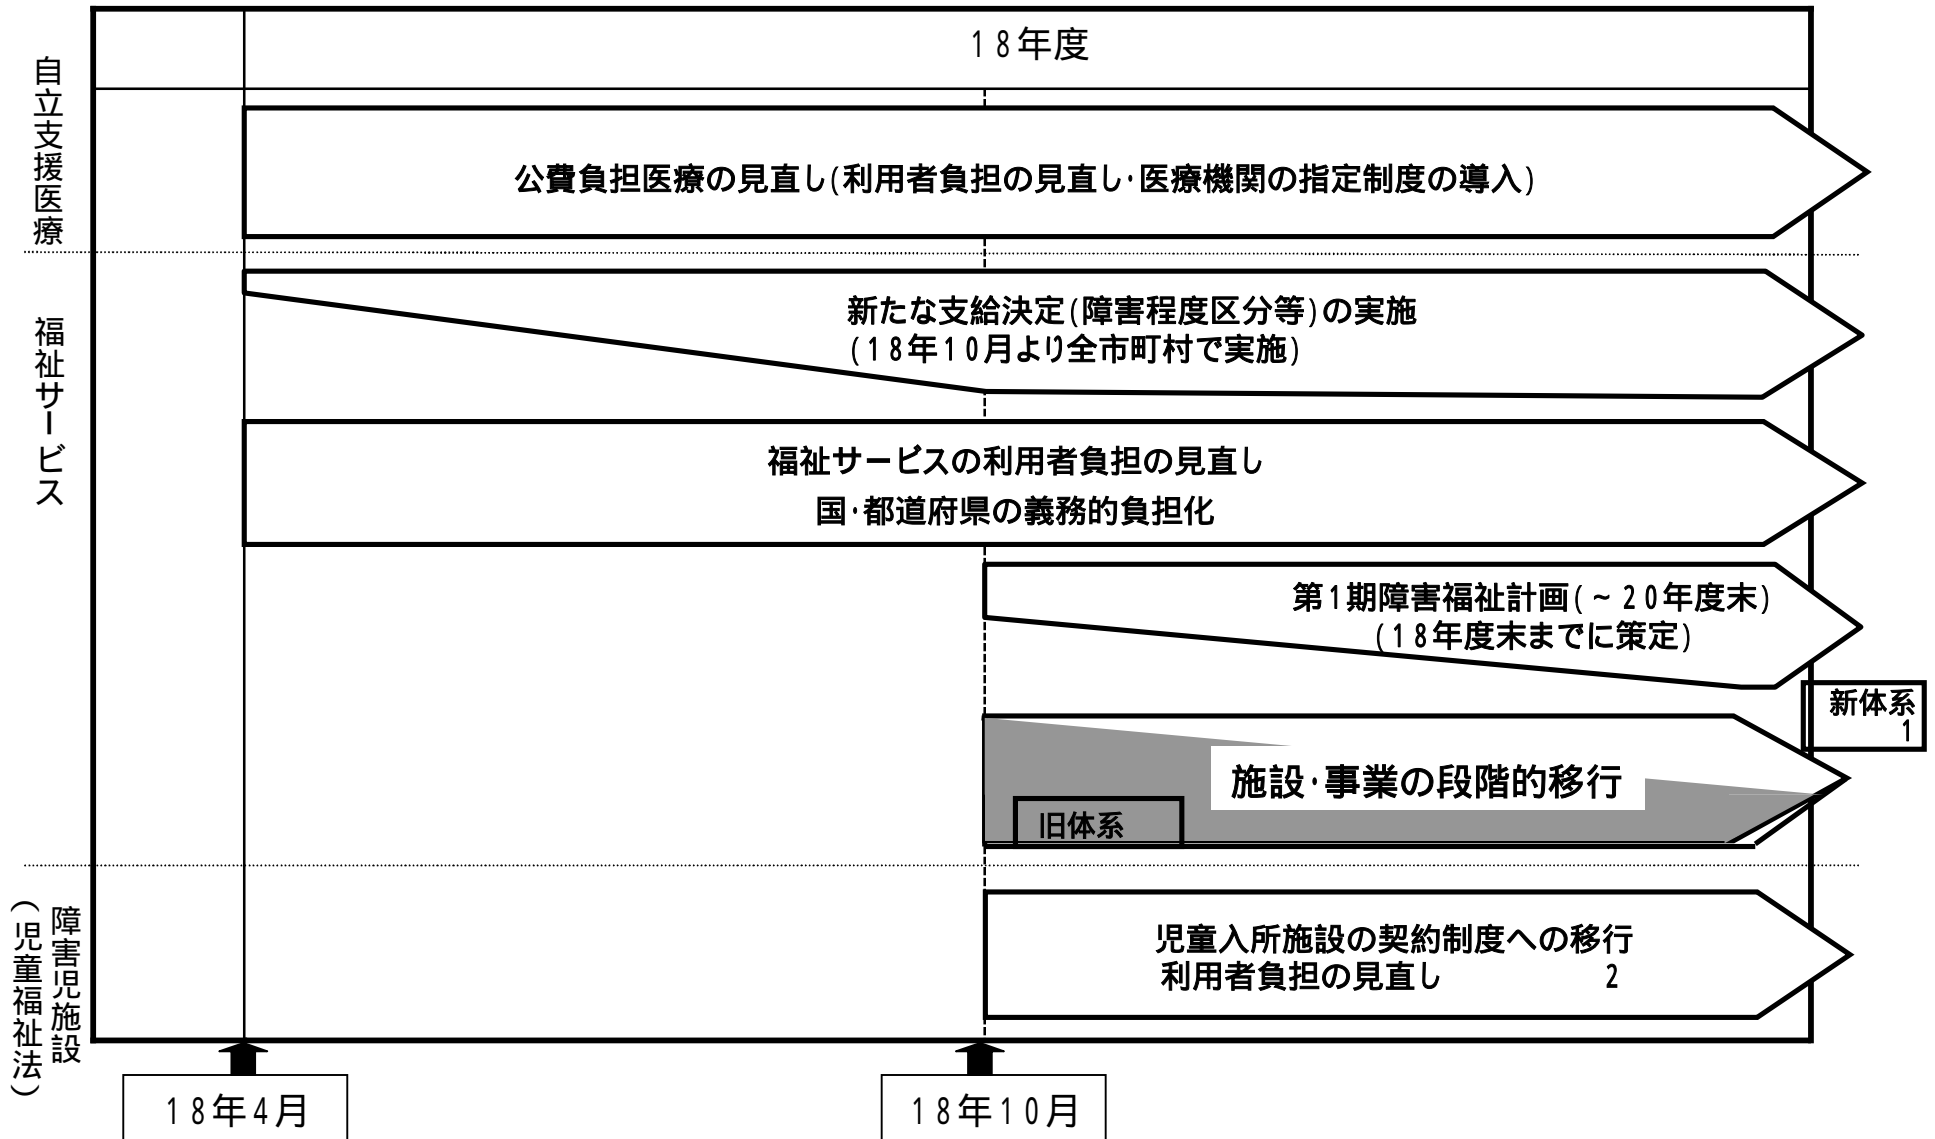 18年度
自立支援医療
公費負担医療の見直し(利用者負担の見直し・医療機関の指定制度の導入)
福祉サービス
新たな支給決定(障害程度区分等)の実施
(18年10月より全市町村で実施)
福祉サービスの利用者負担の見直し
国・都道府県の義務的負担化
第1期障害福祉計画(~20年度末)
(18年度末までに策定)
新体系
1
施設・事業の段階的移行
旧体系
障害児施設
(児童福祉法)
児童入所施設の契約制度への移行
利用者負担の見直し 2
18年4月
18年10月